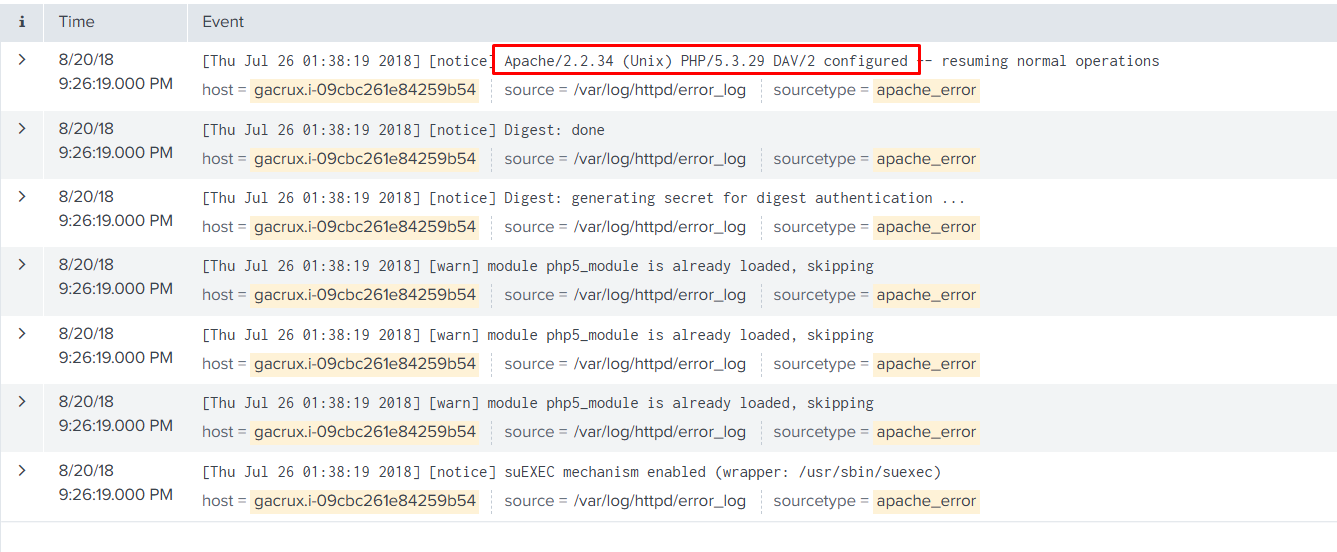 i Time Event
8/20/18 [Thu Jul 26 01:38:19 2018] [notice] Apache/2.2.34 (Unix) PHP/5.3.29 DAV/2 configured -- resuming normal operations
9:26:19.000 PM host = gacrux.i-09cbc261e84259b54 source = /var/log/httpd/error_log sourcetype = apache_error
8/20/18 [Thu Jul 26 01:38:19 2018] [notice] Digest: done
9:26:19.000 PM host = gacrux.i-09cbc261e84259b54 source = /var/log/httpd/error_log sourcetype = apache_error
8/20/18 [Thu Jul 26 01:38:19 2018] [notice] Digest: generating secret for digest authentication ...
9:26:19.000 PM host = gacrux.i-09cbc261e84259b54 source = /var/log/httpd/error_log sourcetype = apache_error
8/20/18 [Thu Jul 26 01:38:19 2018] [warn] module php5_module is already loaded, skipping
9:26:19.000 PM host = gacrux.i-09cbc261e84259b54 source = /var/log/httpd/error_log sourcetype = apache_error
8/20/18 [Thu Jul 26 01:38:19 2018] [warn] module php5_module is already loaded, skipping
9:26:19.000 PM host = gacrux.i-09cbc261e84259b54 source = /var/log/httpd/error_log sourcetype = apache_error
8/20/18 [Thu Jul 26 01:38:19 2018] [warn] module php5_module is already loaded, skipping
9:26:19.000 PM host = gacrux.i-09cbc261e84259b54 source = /var/log/httpd/error_log sourcetype = apache_error
8/20/18 [Thu Jul 26 01:38:19 2018] [notice] suEXEC mechanism enabled (wrapper: /usr/sbin/suexec)
9:26:19.000 PM host = gacrux.i-09cbc261e84259b54 source = /var/log/httpd/error_log sourcetype = apache_error